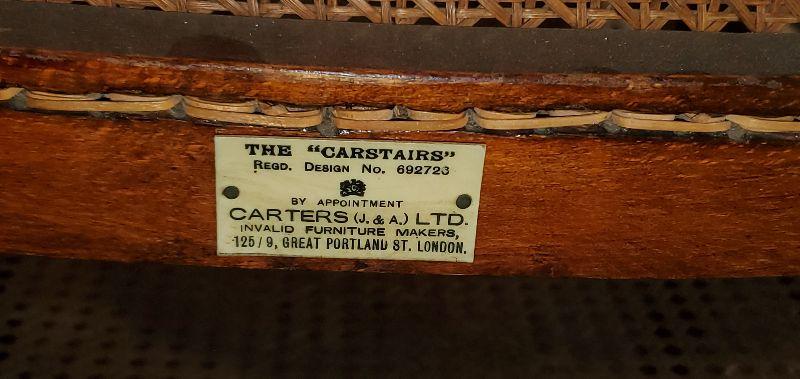 THE "CARSTAIRS"
REGD. DESIGN NO. 692723
BY APPOINTMENT
CARTERS (J. & A.) LTD.
INVALID FURNITURE MAKERS,
125/9, GREAT PORTLAND ST. LONDON.